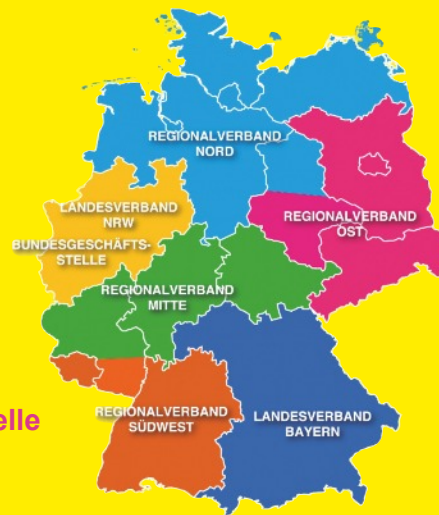 REGIONALVERBAND
NORD
LANDESVERBAND
NRW
BUNDESGESCHÄFTS-
STELLE
REGIONALVERBAND
OST
REGIONALVERBAND
MITTE
elle
REGIONALVERBAND
SÜDWEST
LANDESVERBAND
BAYERN